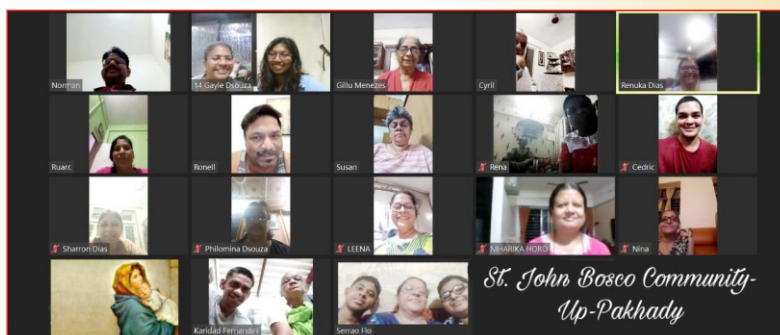 Norman
14 Gayle Dsouza
Gillu Menezes
Cyril
Renuka Dias
Ruarc
Ronell
Susan
Rena
Cedric
Sharron Dias
Philomina Dsouza
LEENA
NIHARIKA HORO
Nina
Karidad Fernandes
Serrao Flo
St. John Bosco Community-
Up-Pakhady